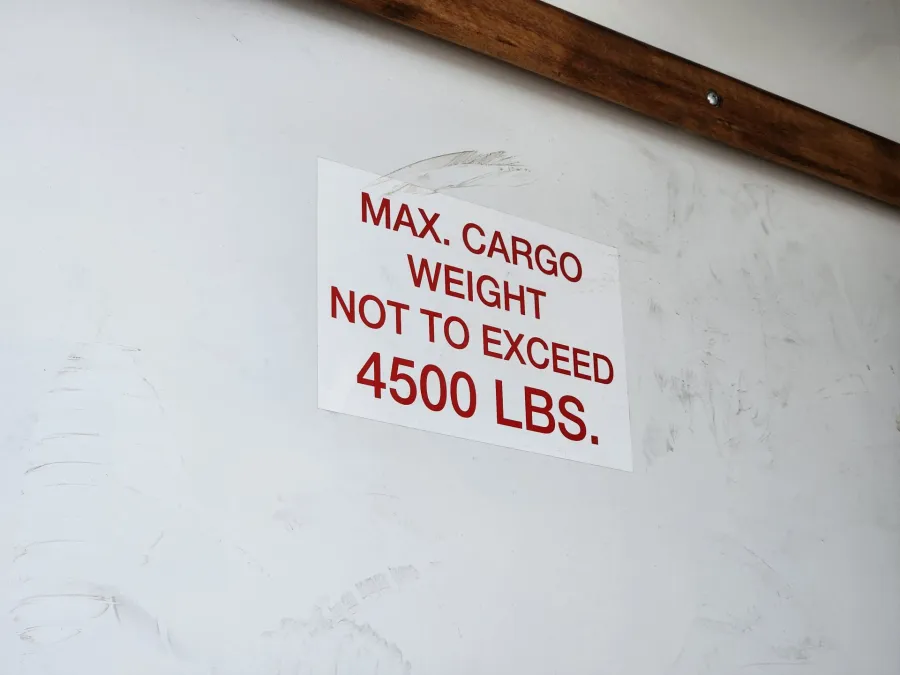 MAX. CARGO
WEIGHT
NOT TO EXCEED
4500 LBS.